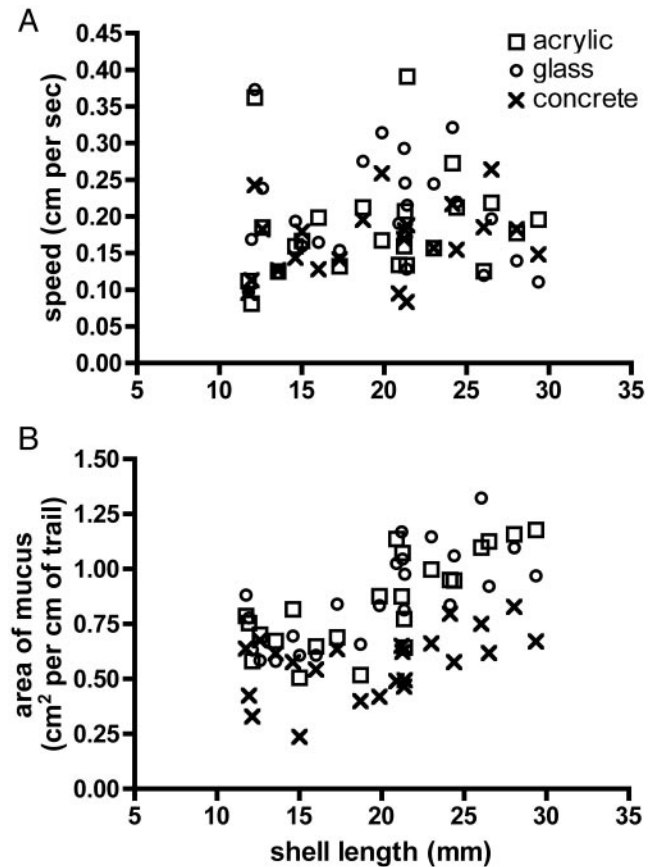 A
0.45
0.40
0.35
0.30
0.25
0.20
0.15
0.10
0.05
0.00
speed (cm per sec)
acrylic
glass
concrete
5 10 15 20 25 30 35
B
1.50
1.25
1.00
0.75
0.50
0.25
0.00
area of mucus
(cm² per cm of trail)
5 10 15 20 25 30 35
shell length (mm)